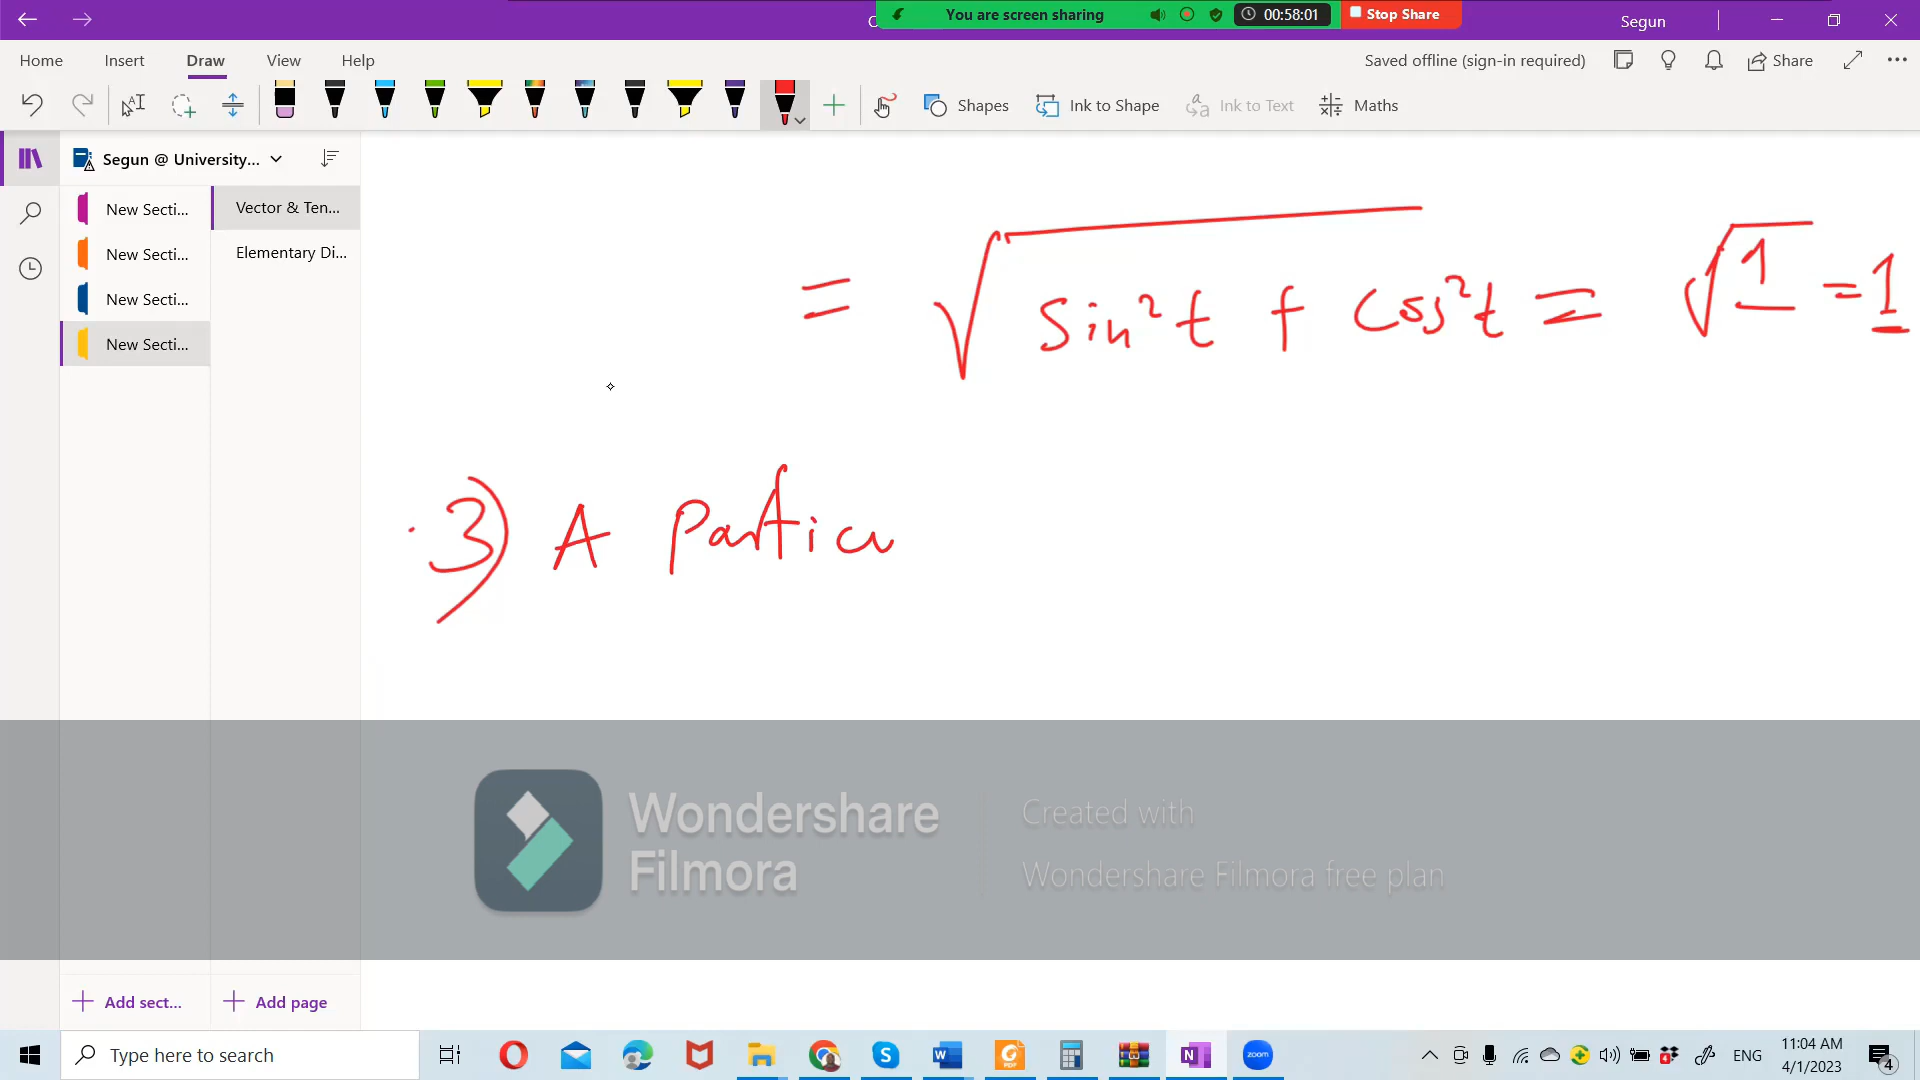 You are screen sharing 00:58:01 Stop Share
Segun
Home Insert Draw View Help
Saved offline (sign-in required) Share
Shapes Ink to Shape Ink to Text Maths
Segun @ University...
New Secti... Vector & Ten...
New Secti... Elementary Di...
New Secti...
New Secti...
= √ sin²t + cos²t = √1 = 1
3) A particu
Wondershare
Filmora
Created with
Wondershare Filmora free plan
Add sect... Add page
Type here to search
zoom
ENG
11:04 AM
4/1/2023
4